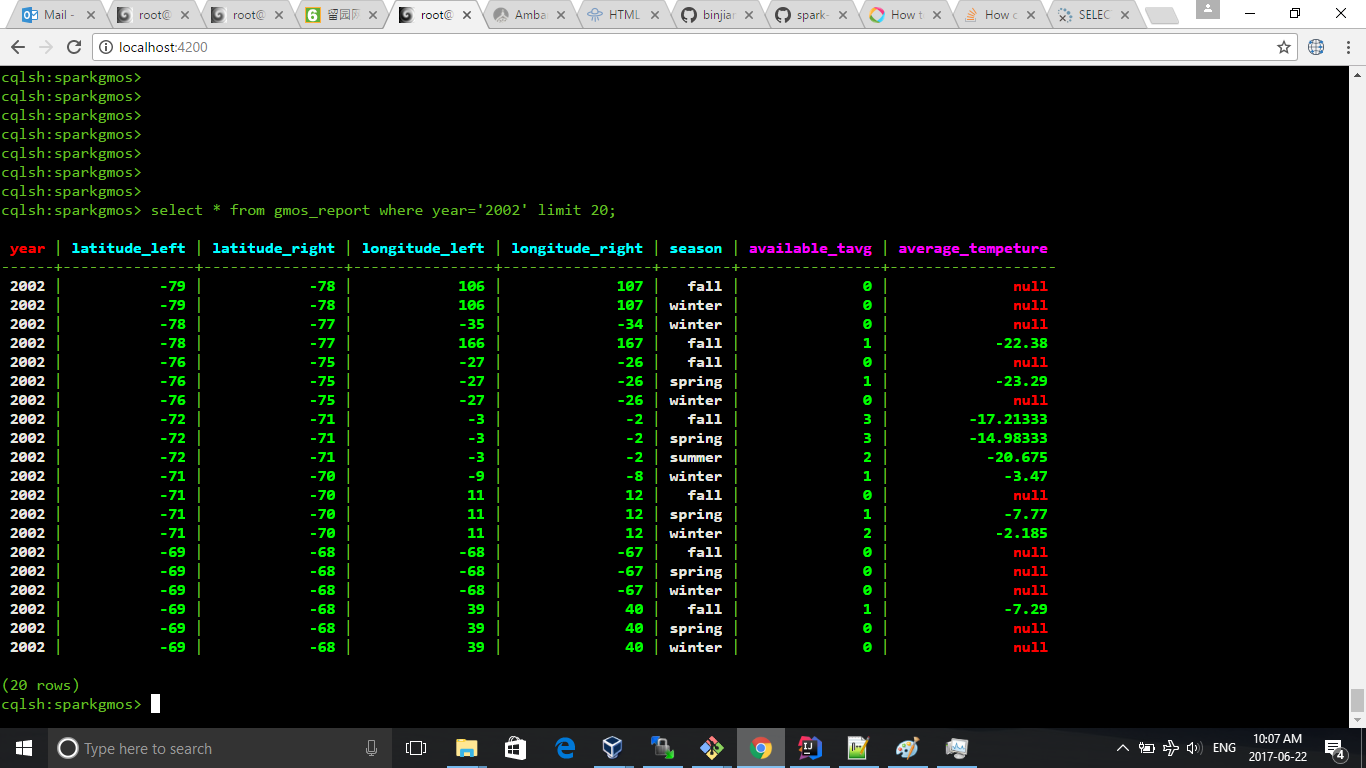 Mail -
root@
root@
留园网
root@
Amba
HTML
binjiar
spark-
How t
How c
SELEC
localhost:4200
cqlsh:sparkgmos>
cqlsh:sparkgmos>
cqlsh:sparkgmos>
cqlsh:sparkgmos>
cqlsh:sparkgmos>
cqlsh:sparkgmos>
cqlsh:sparkgmos>
cqlsh:sparkgmos> select * from gmos_report where year='2002' limit 20;
year | latitude_left | latitude_right | longitude_left | longitude_right | season | available_tavg | average_tempeture
------+---------------+----------------+----------------+-----------------+--------+----------------+-------------------
2002 | -79 | -78 | 106 | 107 | fall | 0 | null
2002 | -79 | -78 | 106 | 107 | winter | 0 | null
2002 | -78 | -77 | -35 | -34 | winter | 0 | null
2002 | -78 | -77 | 166 | 167 | fall | 1 | -22.38
2002 | -76 | -75 | -27 | -26 | fall | 0 | null
2002 | -76 | -75 | -27 | -26 | spring | 1 | -23.29
2002 | -76 | -75 | -27 | -26 | winter | 0 | null
2002 | -72 | -71 | -3 | -2 | fall | 3 | -17.21333
2002 | -72 | -71 | -3 | -2 | spring | 3 | -14.98333
2002 | -72 | -71 | -3 | -2 | summer | 2 | -20.675
2002 | -71 | -70 | -9 | -8 | winter | 1 | -3.47
2002 | -71 | -70 | 11 | 12 | fall | 0 | null
2002 | -71 | -70 | 11 | 12 | spring | 1 | -7.77
2002 | -71 | -70 | 11 | 12 | winter | 2 | -2.185
2002 | -69 | -68 | -68 | -67 | fall | 0 | null
2002 | -69 | -68 | -68 | -67 | spring | 0 | null
2002 | -69 | -68 | -68 | -67 | winter | 0 | null
2002 | -69 | -68 | 39 | 40 | fall | 1 | -7.29
2002 | -69 | -68 | 39 | 40 | spring | 0 | null
2002 | -69 | -68 | 39 | 40 | winter | 0 | null
(20 rows)
cqlsh:sparkgmos>
Type here to search
ENG
10:07 AM
2017-06-22
4